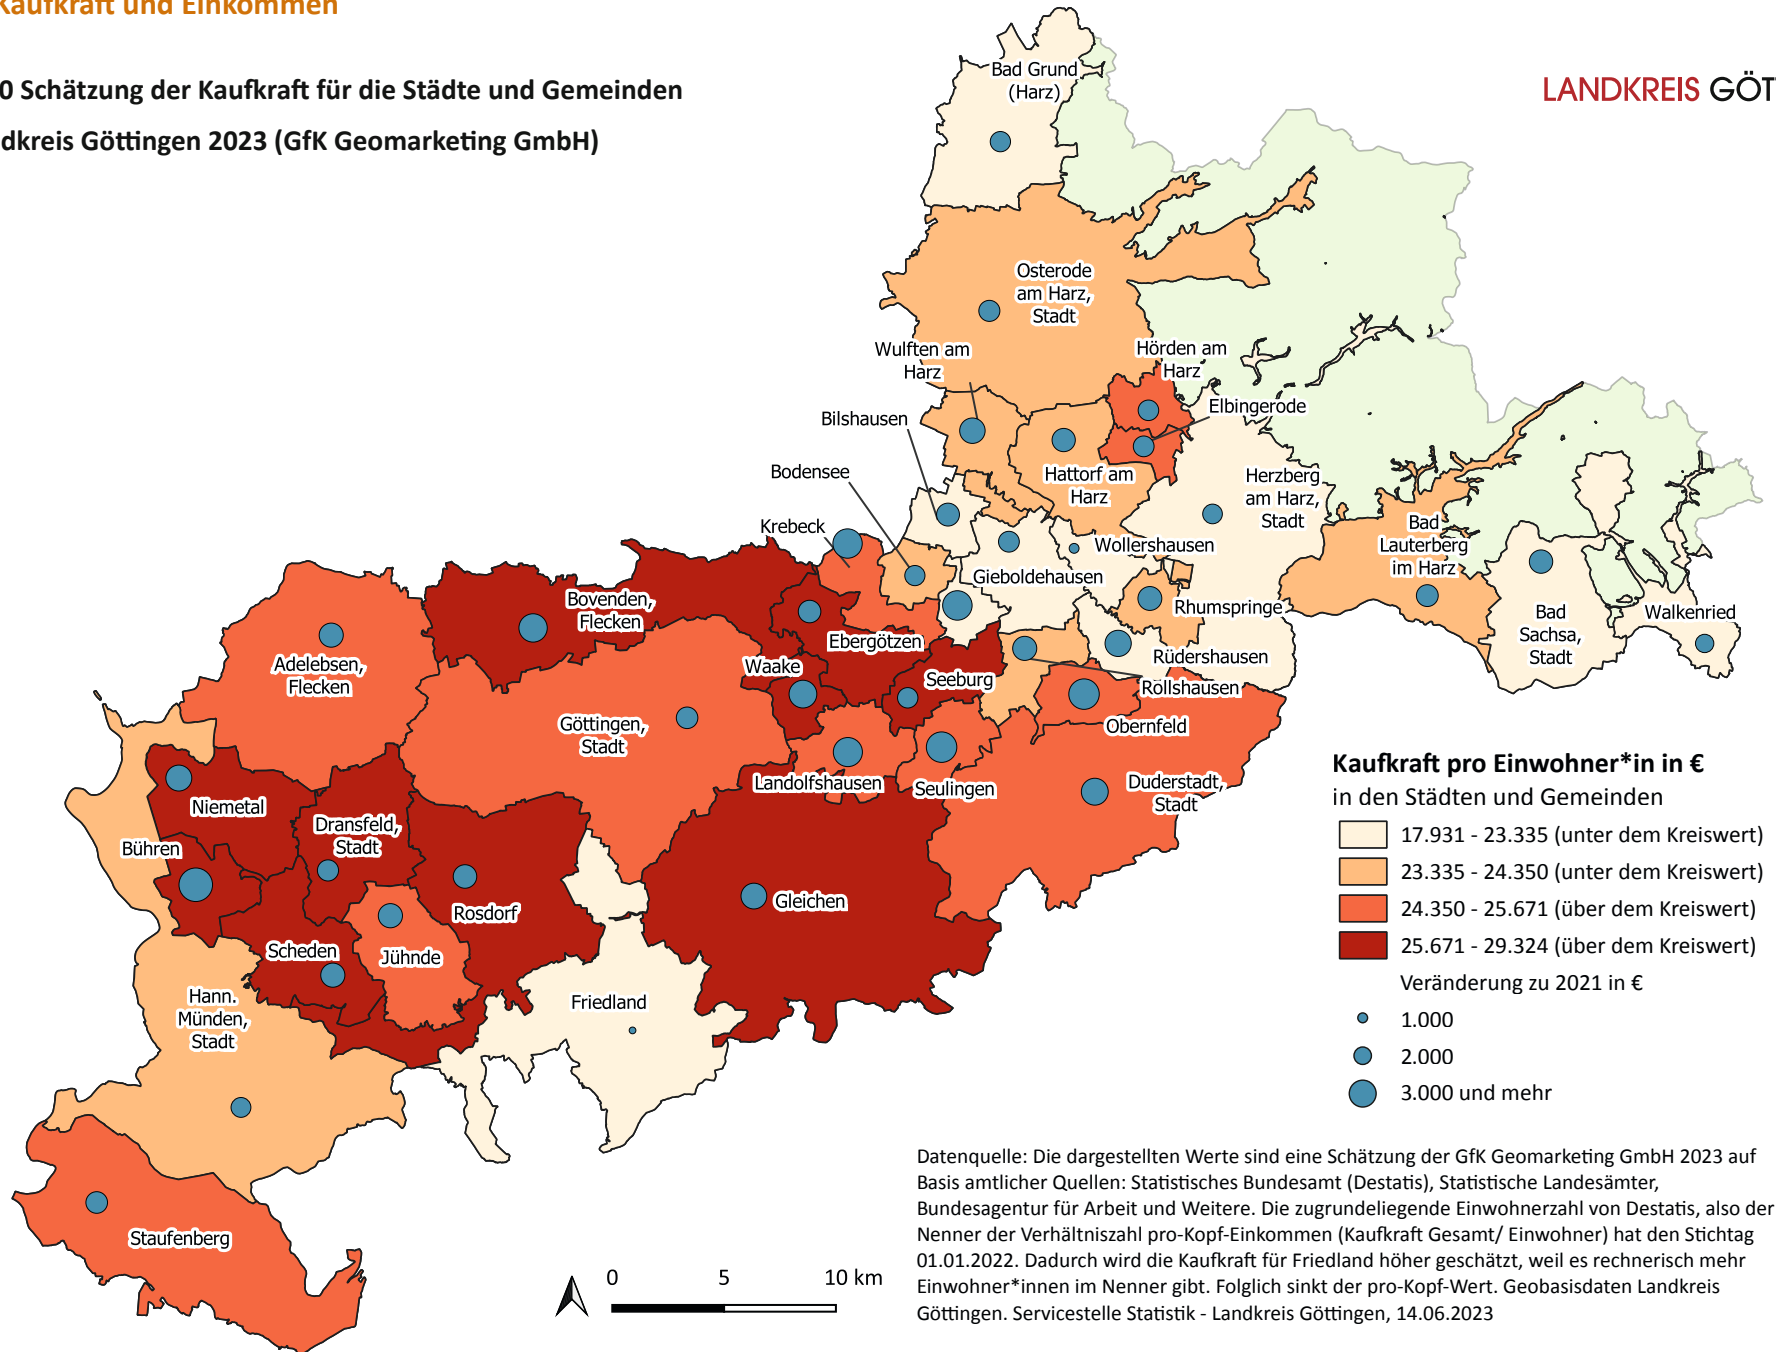 Kaufkraft und Einkommen
0 Schätzung der Kaufkraft für die Städte und Gemeinden
dkreis Göttingen 2023 (GfK Geomarketing GmbH)
LANDKREIS GÖT
Bad Grund
(Harz)
Osterode
am Harz,
Stadt
Wulften am
Harz
Hörden am
Harz
Elbingerode
Bilshausen
Bodensee
Krebeck
Hattorf am
Harz
Herzberg
am Harz,
Stadt
Bad
Lauterberg
im Harz
Wollershausen
Gieboldehausen
Rhumspringe
Bad
Sachsa,
Stadt
Walkenried
Bovenden,
Flecken
Ebergötzen
Adelebsen,
Flecken
Waake
Seeburg
Rüdershausen
Röllshausen
Obernfeld
Göttingen,
Stadt
Landolfshausen
Seulingen
Duderstadt,
Stadt
Niemetal
Dransfeld,
Stadt
Bühren
Rosdorf
Gleichen
Scheden
Jühnde
Hann.
Münden,
Stadt
Friedland
Staufenberg
Kaufkraft pro Einwohner*in in €
in den Städten und Gemeinden
17.931 - 23.335 (unter dem Kreiswert)
23.335 - 24.350 (unter dem Kreiswert)
24.350 - 25.671 (über dem Kreiswert)
25.671 - 29.324 (über dem Kreiswert)
Veränderung zu 2021 in €
1.000
2.000
3.000 und mehr
0 5 10 km
Datenquelle: Die dargestellten Werte sind eine Schätzung der GfK Geomarketing GmbH 2023 auf
Basis amtlicher Quellen: Statistisches Bundesamt (Destatis), Statistische Landesämter,
Bundesagentur für Arbeit und Weitere. Die zugrundeliegende Einwohnerzahl von Destatis, also der
Nenner der Verhältniszahl pro-Kopf-Einkommen (Kaufkraft Gesamt/ Einwohner) hat den Stichtag
01.01.2022. Dadurch wird die Kaufkraft für Friedland höher geschätzt, weil es rechnerisch mehr
Einwohner*innen im Nenner gibt. Folglich sinkt der pro-Kopf-Wert. Geobasisdaten Landkreis
Göttingen. Servicestelle Statistik - Landkreis Göttingen, 14.06.2023